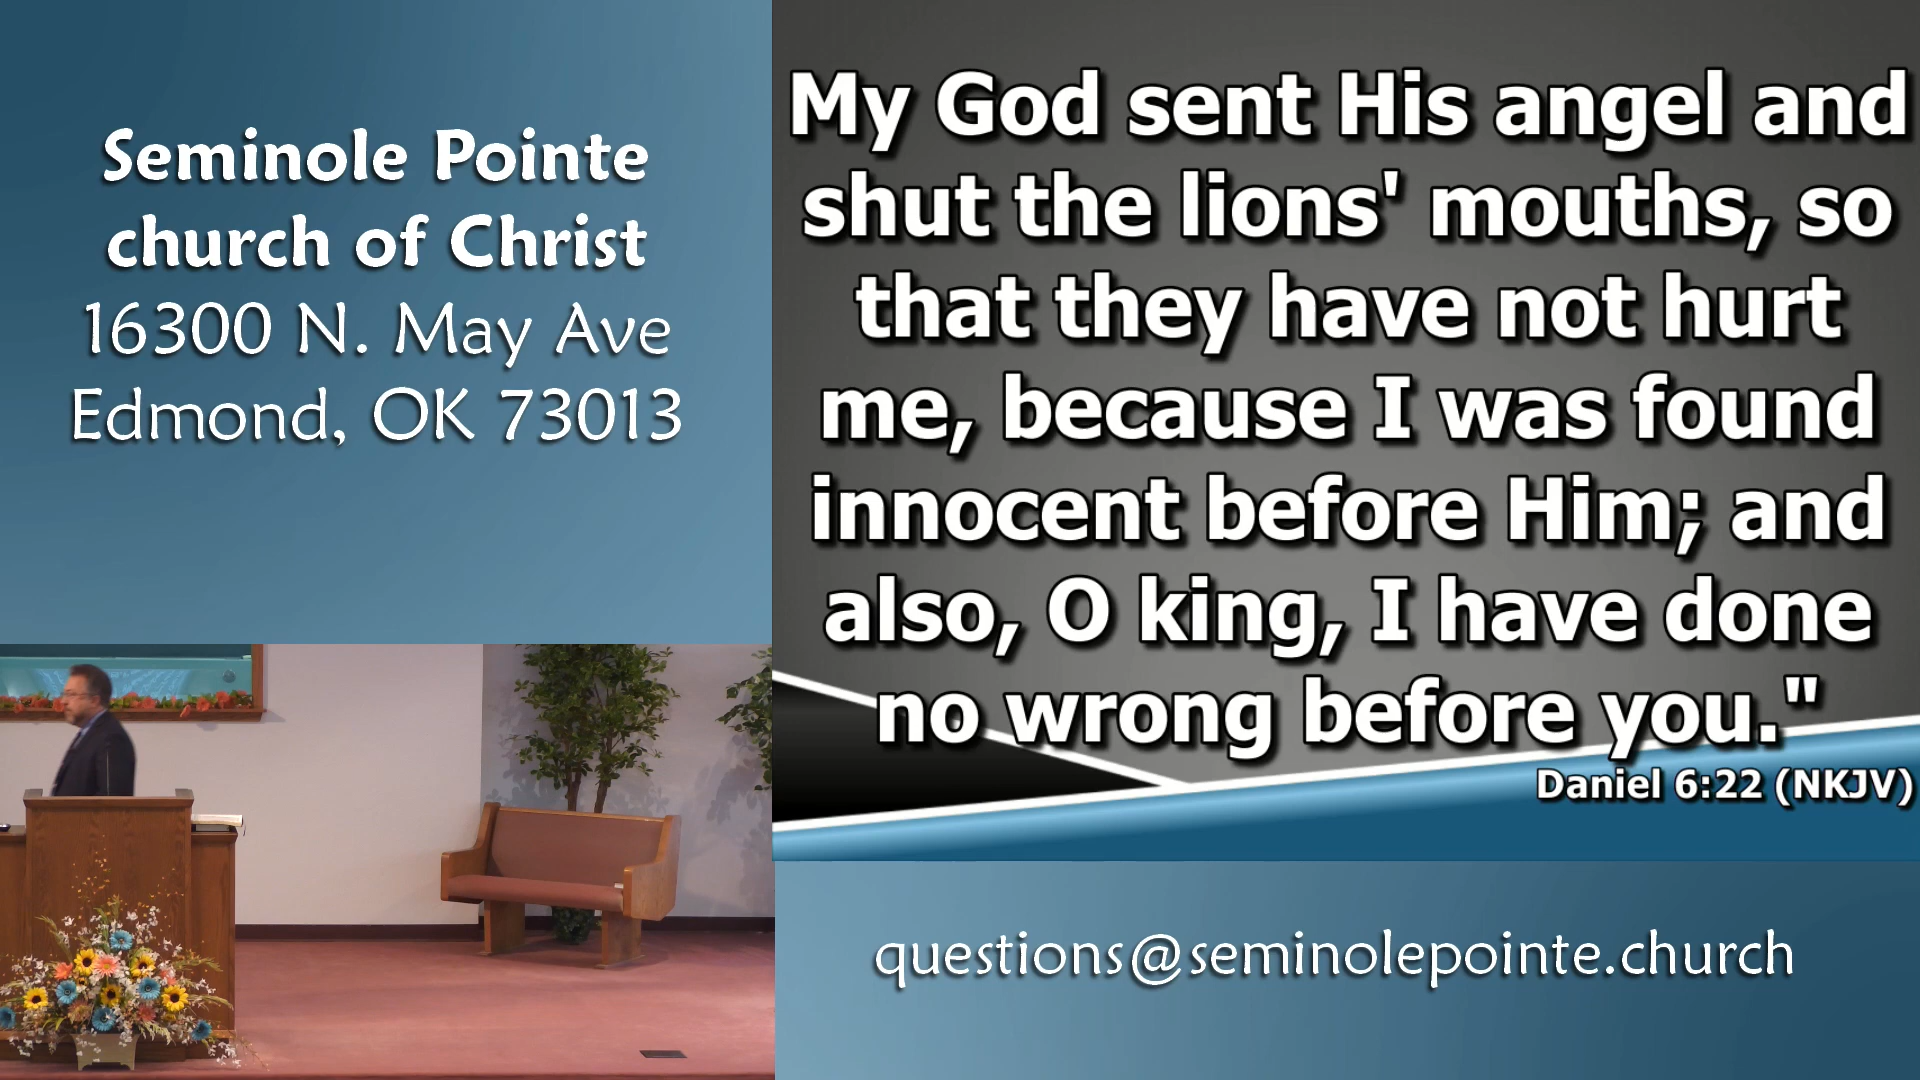 Seminole Pointe
church of Christ
16300 N. May Ave
Edmond, OK 73013
My God sent His angel and
shut the lions' mouths, so
that they have not hurt
me, because I was found
innocent before Him; and
also, O king, I have done
no wrong before you."
Daniel 6:22 (NKJV)
questions@seminolepointe.church